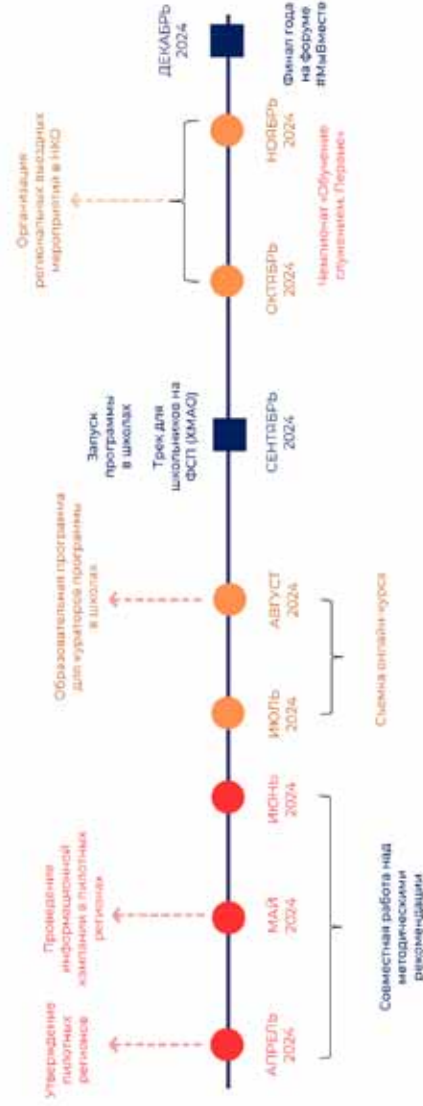 Утверждение
пилотных
регионов
Проведение
информационной
кампании в пилотных
регионах
Образовательная программа
для кураторов программы
в школах
Запуск
программы
в школах
Трек для
школьников на
ФСП (ХМАО)
Организация
региональных выездных
мероприятий в НКО
АПРЕЛЬ
2024
МАЙ
2024
ИЮНЬ
2024
ИЮЛЬ
2024
АВГУСТ
2024
СЕНТЯБРЬ
2024
ОКТЯБРЬ
2024
НОЯБРЬ
2024
ДЕКАБРЬ
2024
Совместная работа над
методическими
рекомендации
Съемка онлайн-курса
Чемпионат «Обучение
служением. Первые»
Финал года
на форуме
#МыВместе